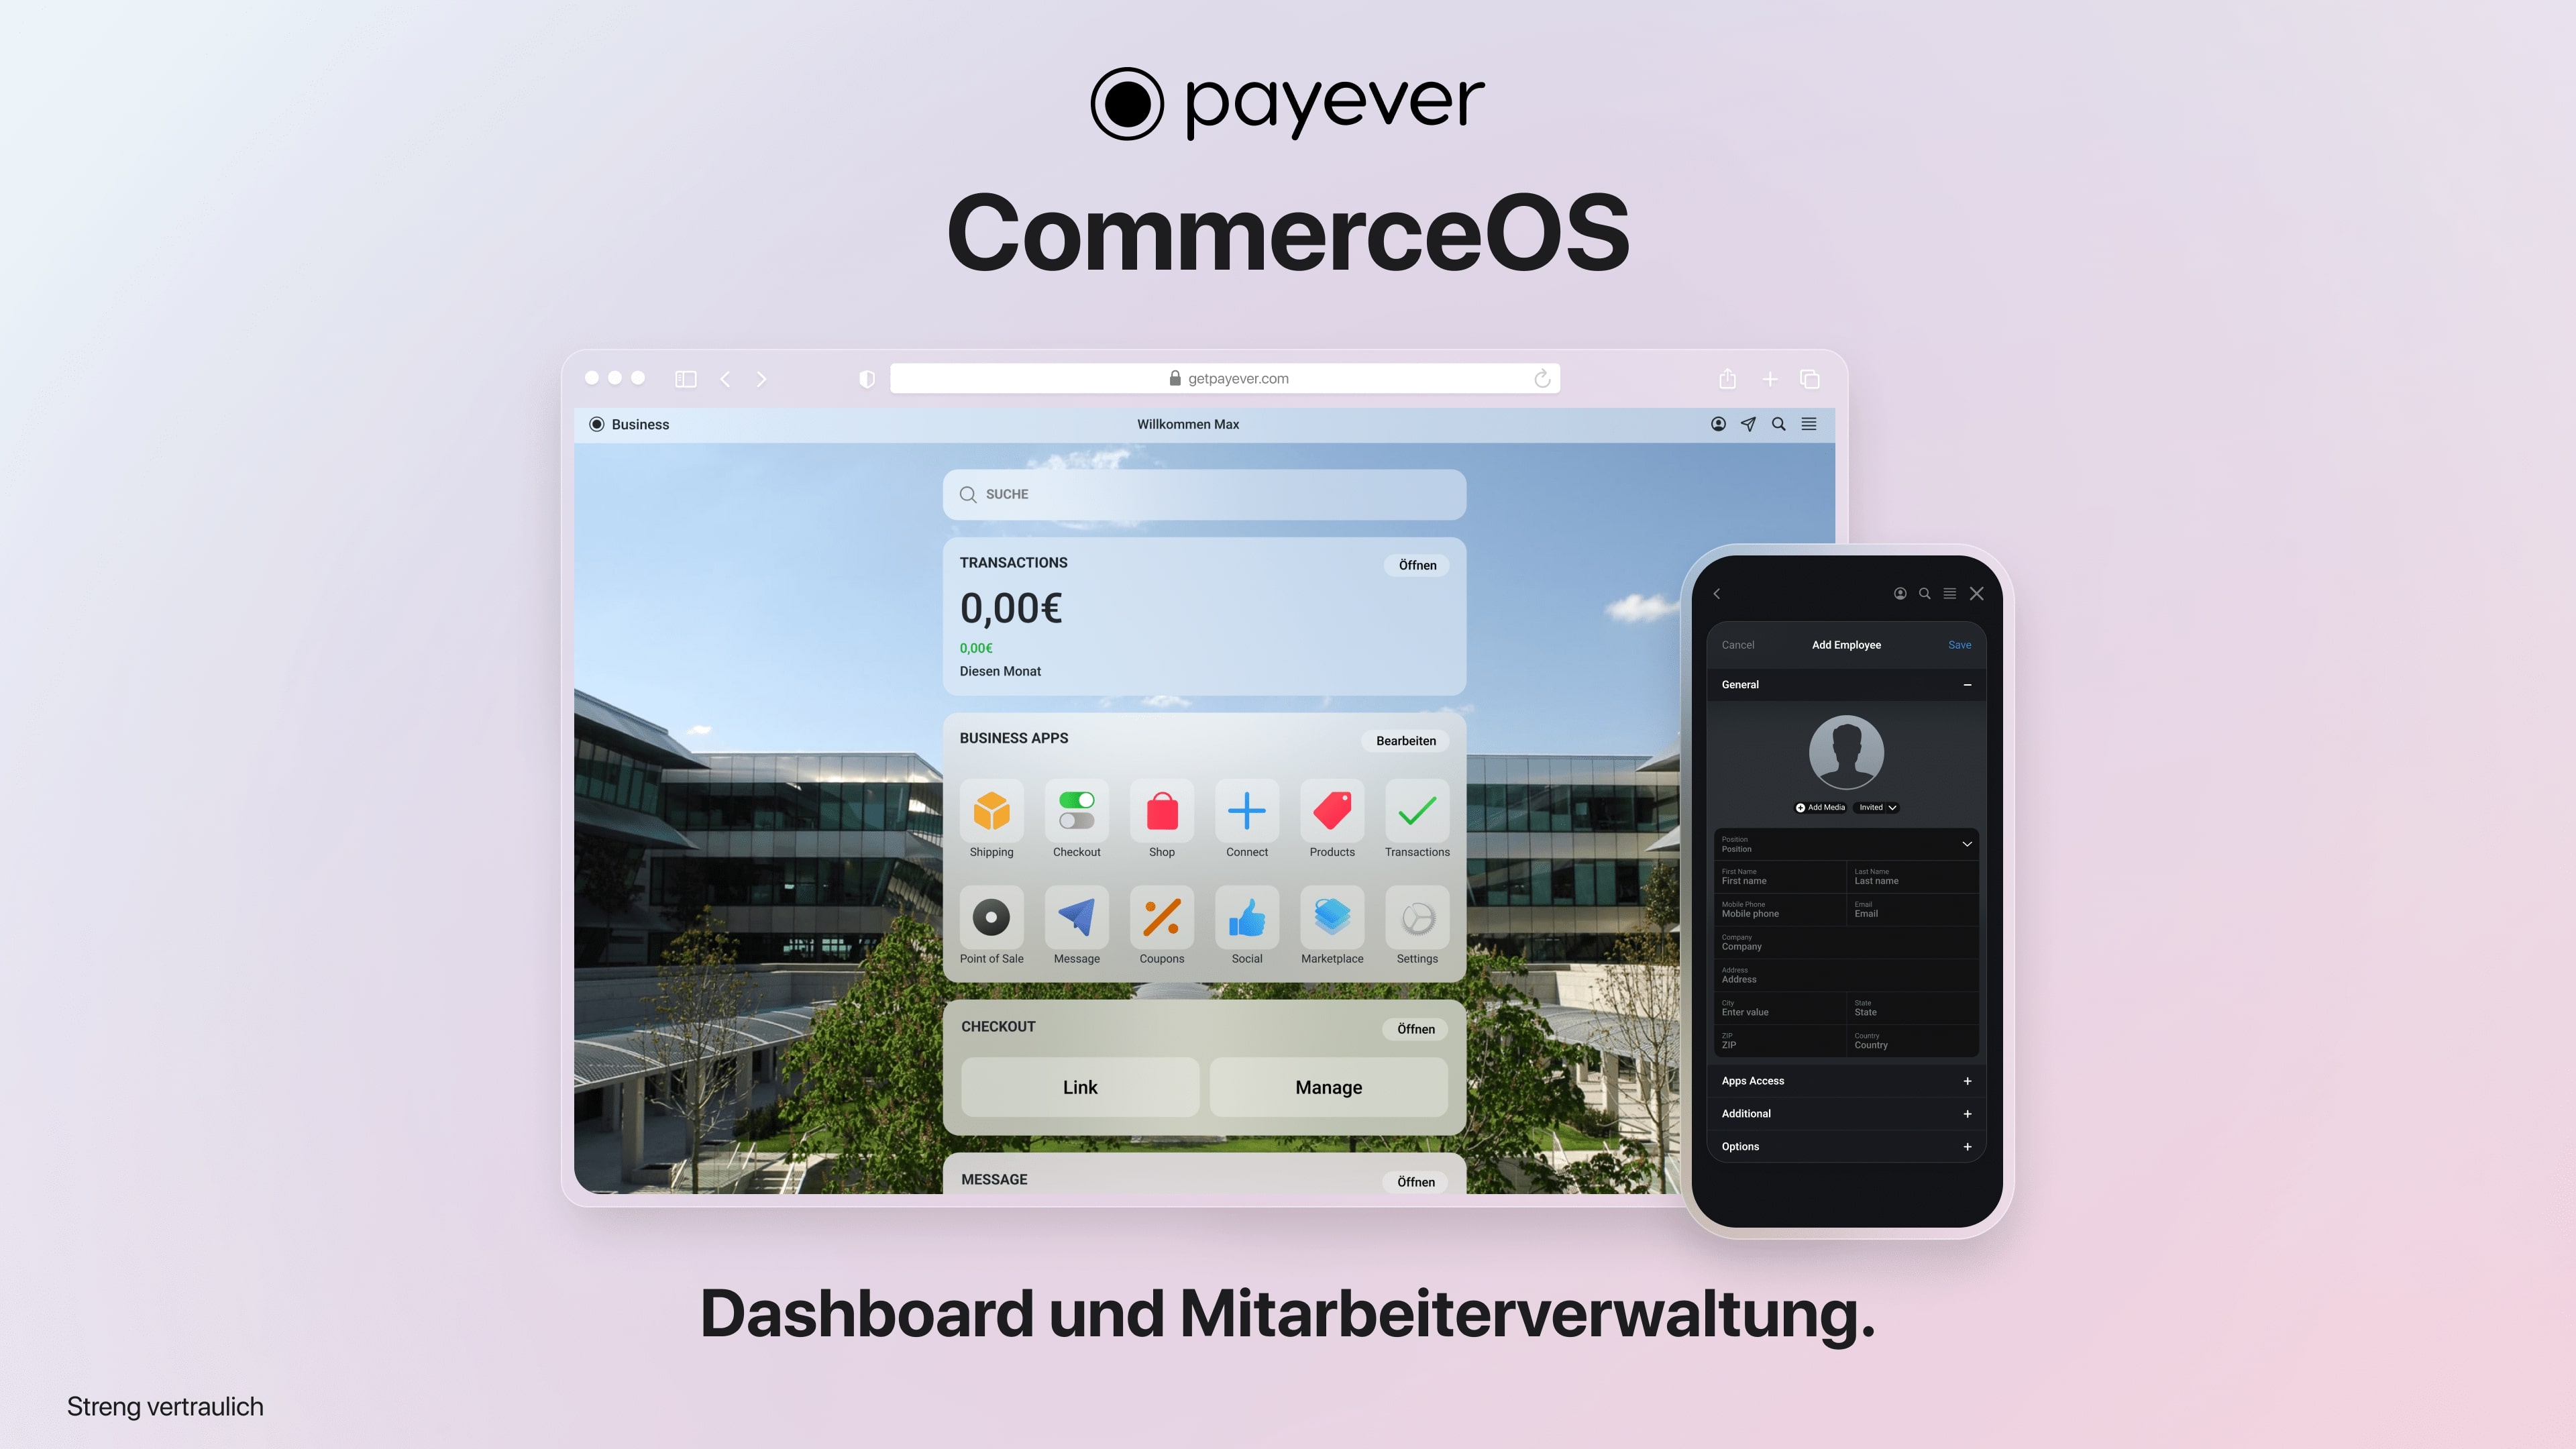 payever
CommerceOS
getpayever.com
Business
Willkommen Max
SUCHE
TRANSACTIONS
Öffnen
0,00€
0,00€
Diesen Monat
BUSINESS APPS
Bearbeiten
Shipping
Checkout
Shop
Connect
Products
Transactions
Point of Sale
Message
Coupons
Social
Marketplace
Settings
CHECKOUT
Öffnen
Link
Manage
MESSAGE
Öffnen
Cancel
Add Employee
Save
General
Add Media
Invited
Position
Position
First Name
First name
Last Name
Last name
Mobile Phone
Mobile phone
Email
Email
Company
Company
Address
Address
City
Enter value
State
State
ZIP
ZIP
Country
Country
Apps Access
Additional
Options
Dashboard und Mitarbeiterverwaltung.
Streng vertraulich